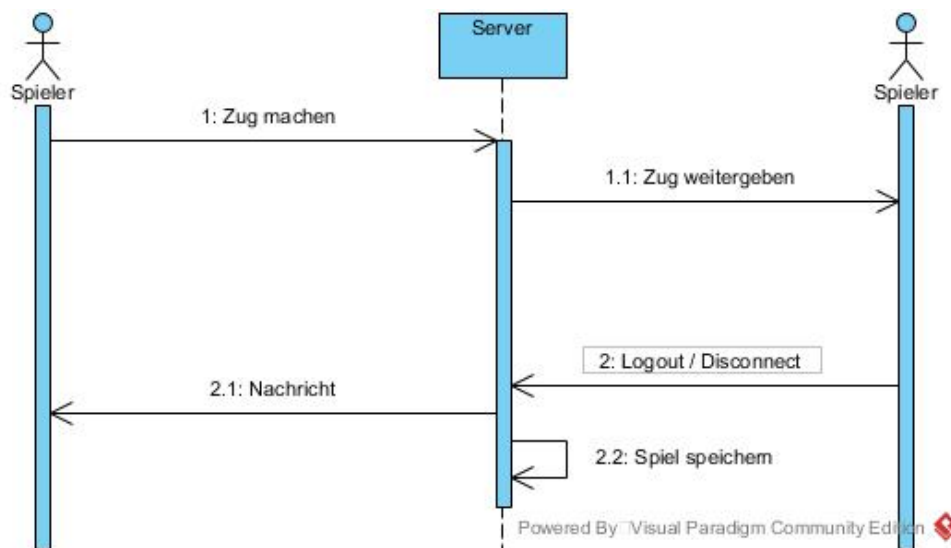 Server
Spieler
Spieler
1: Zug machen
1.1: Zug weitergeben
2: Logout / Disconnect
2.1: Nachricht
2.2: Spiel speichern
Powered By Visual Paradigm Community Edition